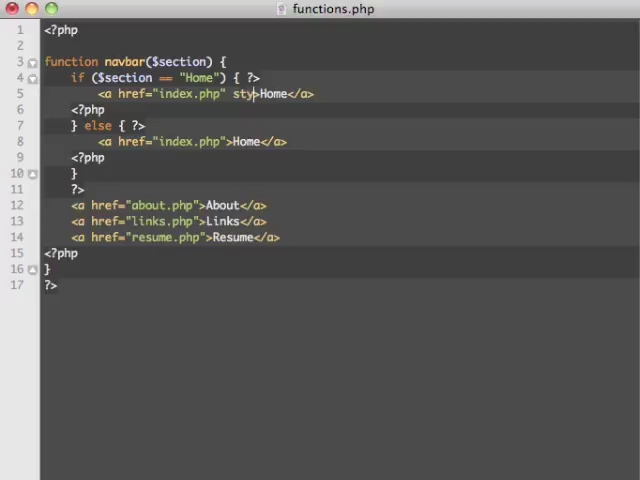 functions.php
1 <?php
2
3 function navbar($section) {
4 if ($section == "Home") { ?>
5 <a href="index.php" sty>Home</a>
6 <?php
7 } else { ?>
8 <a href="index.php">Home</a>
9 <?php
10 }
11 ?>
12 <a href="about.php">About</a>
13 <a href="links.php">Links</a>
14 <a href="resume.php">Resume</a>
15 <?php
16 }
17 ?>